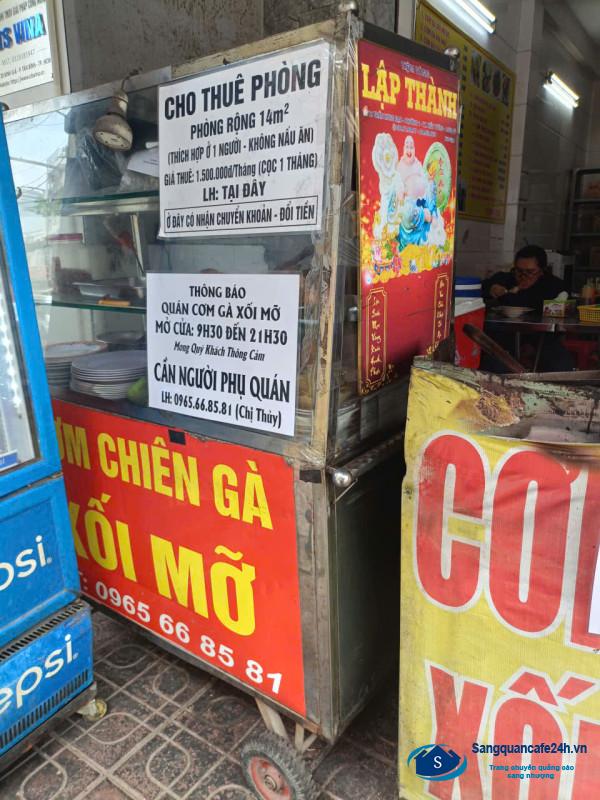 CHO THUÊ PHÒNG
PHÒNG RỘNG 14m²
(THÍCH HỢP Ở 1 NGƯỜI - KHÔNG NẤU ĂN)
GIÁ THUÊ: 1.500.000đ/Tháng (CỌC 1 THÁNG)
LH: TẠI ĐÂY
Ở ĐÂY CÓ NHẬN CHUYỂN KHOẢN - ĐỔI TIỀN
THÔNG BÁO
QUÁN CƠM GÀ XỐI MỠ
MỞ CỬA: 9H30 ĐẾN 21H30
Mong Quý Khách Thông Cảm
CẦN NGƯỜI PHỤ QUÁN
LH: 0965.66.85.81 (Chị Thủy)
ƠM CHIÊN GÀ
XỐI MỠ
: 0965 66 85 81
LẬP THÀNH
pepsi
CƠ
XỐI
S
Sangquancafe24h.vn
Trang chuyên quảng cáo
sang nhượng